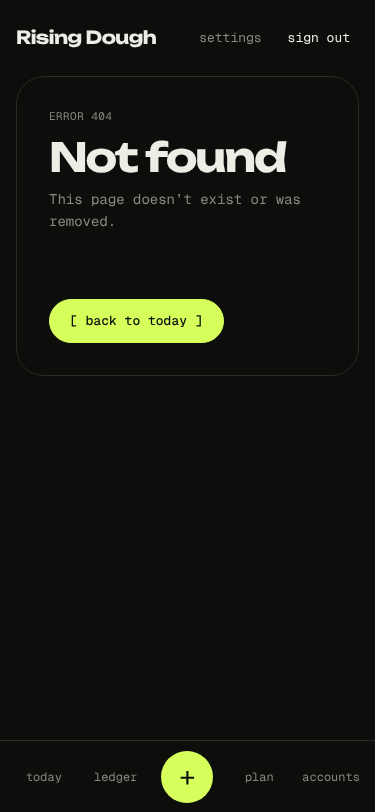 Rising Dough
settings
sign out
ERROR 404
Not found
This page doesn't exist or was
removed.
[ back to today ]
today
ledger
+
plan
accounts